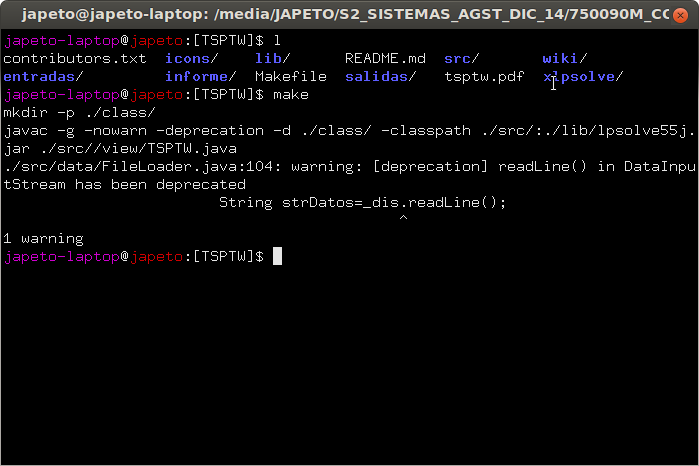 japeto@japeto-laptop: /media/JAPETO/S2_SISTEMAS_AGST_DIC_14/750090M_CO
japeto-laptop@japeto:[TSPTW]$ l
contributors.txt icons/ lib/ README.md src/ wiki/
entradas/ informe/ Makefile salidas/ tsptw.pdf xlpsolve/
japeto-laptop@japeto:[TSPTW]$ make
mkdir -p ./class/
javac -g -nowarn -deprecation -d ./class/ -classpath ./src/:./lib/lpsolve55j.
jar ./src//view/TSPTW.java
./src/data/FileLoader.java:104: warning: [deprecation] readLine() in DataInpu
tStream has been deprecated
String strDatos=_dis.readLine();
^
1 warning
japeto-laptop@japeto:[TSPTW]$